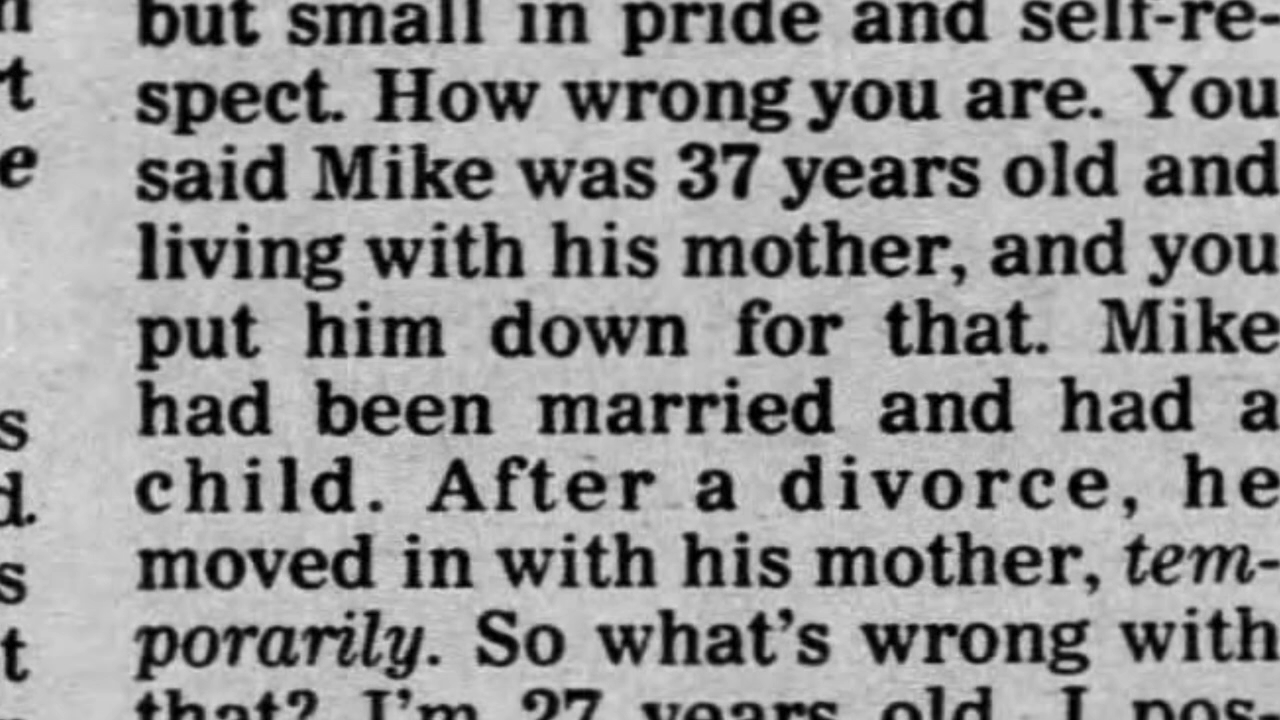 but small in pride and self-re-
spect. How wrong you are. You
said Mike was 37 years old and
living with his mother, and you
put him down for that. Mike
had been married and had a
child. After a divorce, he
moved in with his mother, tem-
porarily. So what's wrong with
that? I'm 27 years old. I pos-